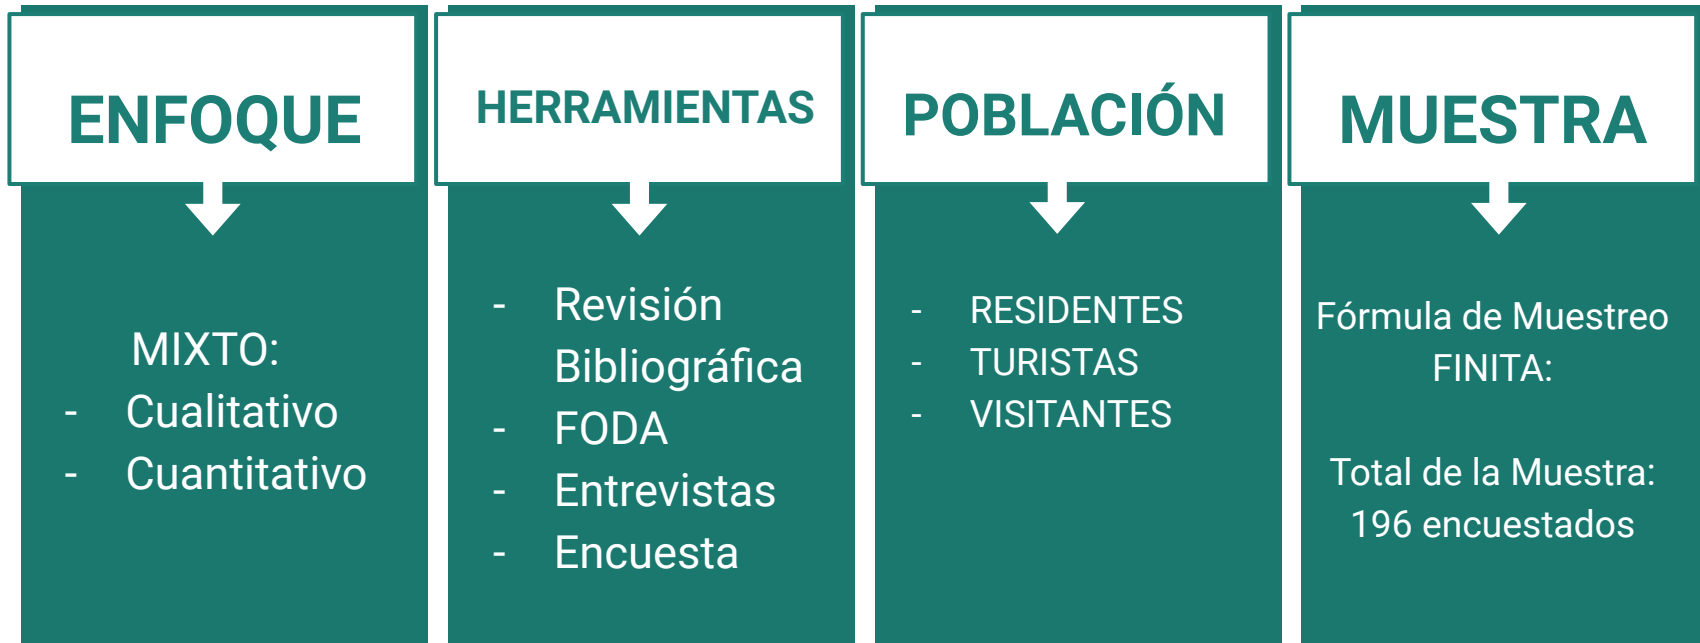 ENFOQUE
MIXTO:
- Cualitativo
- Cuantitativo
HERRAMIENTAS
- Revisión
Bibliográfica
- FODA
- Entrevistas
- Encuesta
POBLACIÓN
- RESIDENTES
- TURISTAS
- VISITANTES
MUESTRA
Fórmula de Muestreo
FINITA:
Total de la Muestra:
196 encuestados